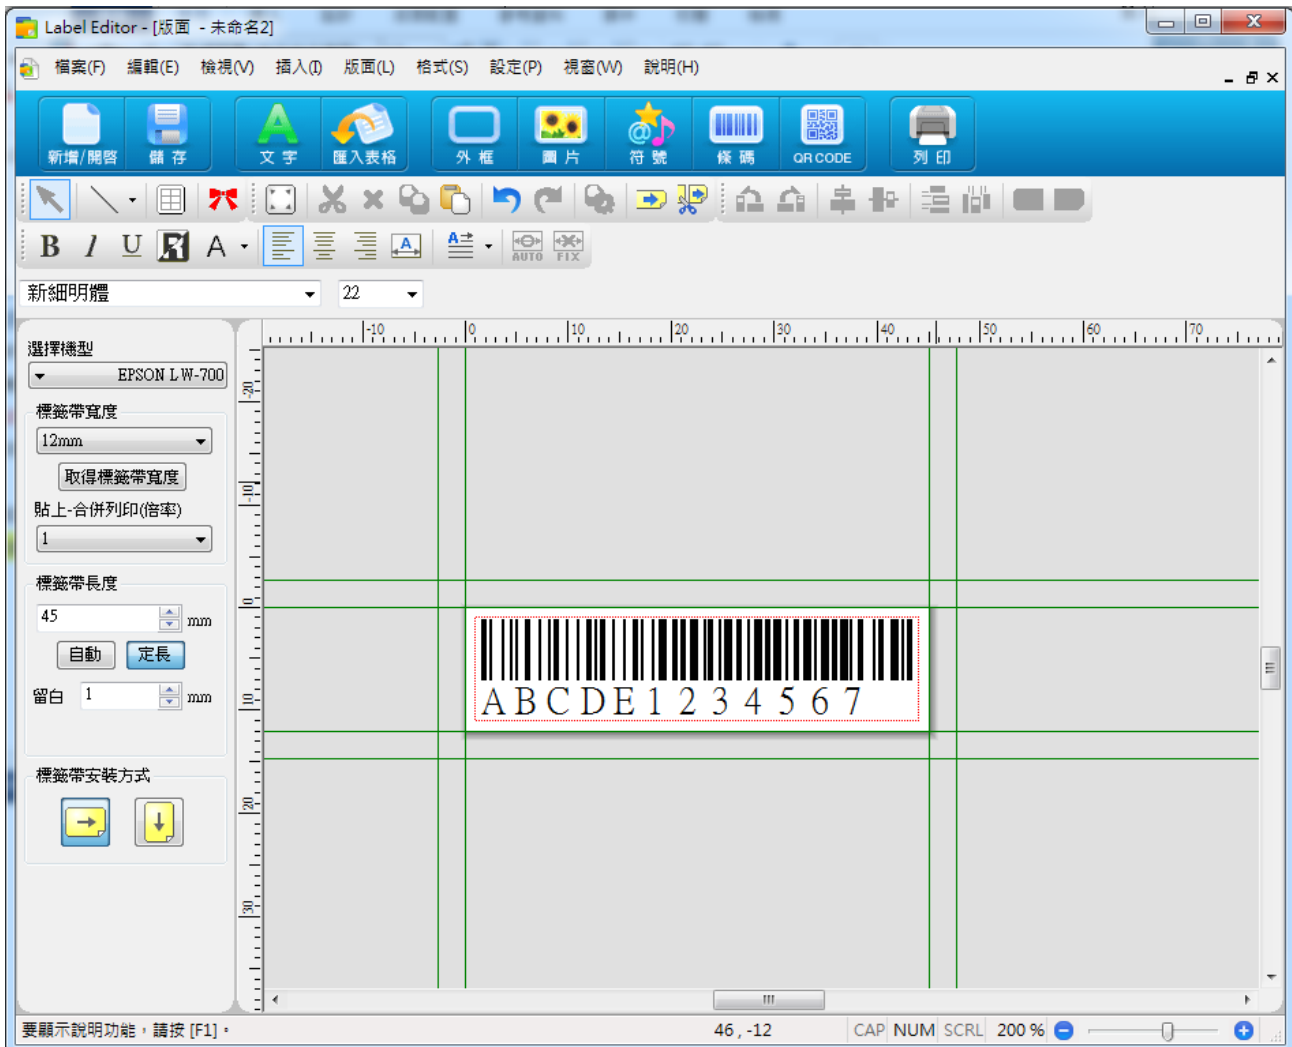 Label Editor - [版面 - 未命名2]
檔案(F) 編輯(E) 檢視(V) 插入(I) 版面(L) 格式(S) 設定(P) 視窗(W) 說明(H)
新增/開啓 儲存 文字 匯入表格 外框 圖片 符號 條碼 QR CODE 列印
B I U A A A AUTO FIX
新細明體 22
-10 0 10 20 30 40 50 60 70
選擇機型
EPSON LW-700
標籤帶寬度
12mm
取得標籤帶寬度
貼上-合併列印(倍率)
1
標籤帶長度
45 mm
自動 定長
留白 1 mm
標籤帶安裝方式
-20
-10
0
10
20
30
ABCDE1234567
要顯示說明功能，請按 [F1]。
46 , -12 CAP NUM SCRL 200 %